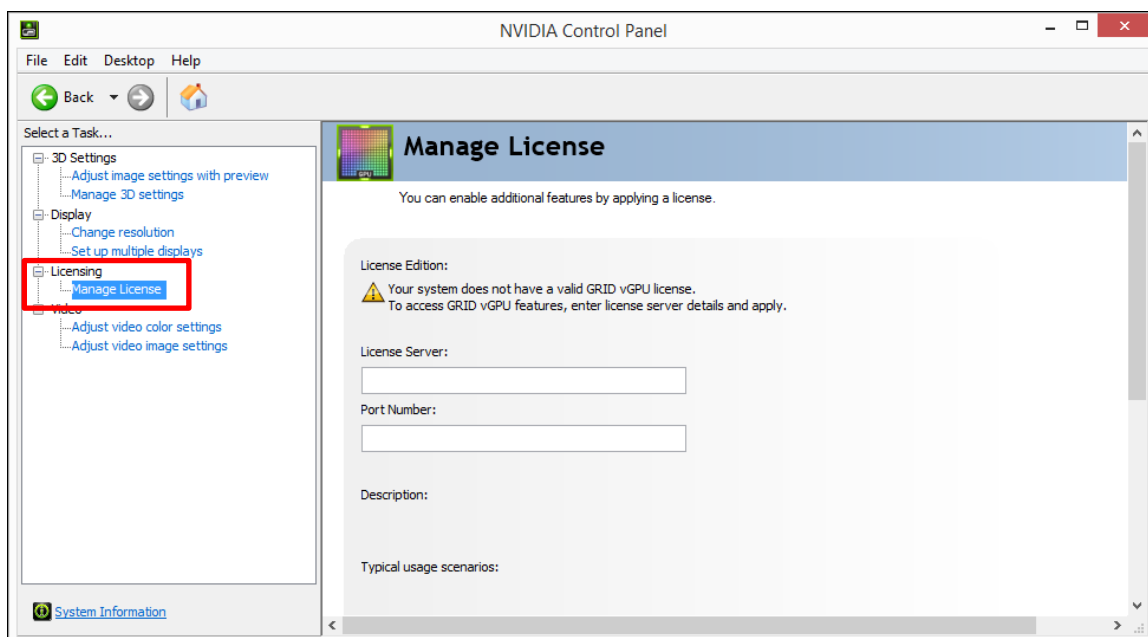 NVIDIA Control Panel
File Edit Desktop Help
Back
Select a Task...
3D Settings
Adjust image settings with preview
Manage 3D settings
Display
Change resolution
Set up multiple displays
Licensing
Manage License
Video
Adjust video color settings
Adjust video image settings
System Information
GPU
Manage License
You can enable additional features by applying a license.
License Edition:
Your system does not have a valid GRID vGPU license.
To access GRID vGPU features, enter license server details and apply.
License Server:
Port Number:
Description:
Typical usage scenarios: